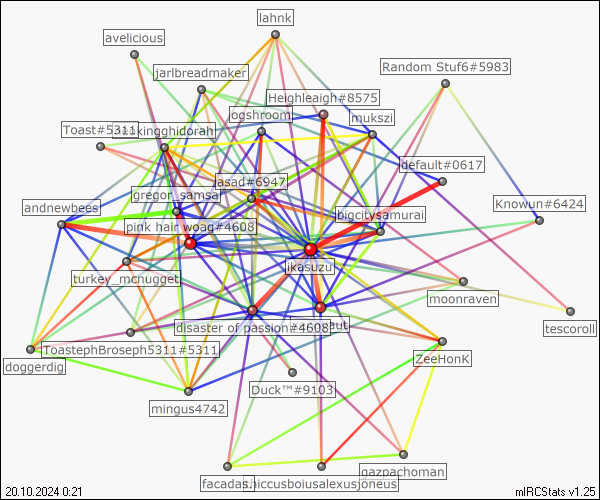 lahnk
avelicious
jarlbreadmaker
Random Stuf6#5983
Heighleaigh#8575
ogshroom
mukszi
Toast#5311
kingghidorah
default#0617
asad#6947
gregor_samsa
Knowun#6424
andnewbees
bigcitysamurai
pink hair woag#4608
ikasuzu
turkey_mcnugget
moonraven
tescoroll
disaster of passion#4608
ToastephBroseph5311#5311
ZeeHonK
doggerdig
Duck™#9103
mingus4742
gazpachoman
facadas
hiccusboiusalexusjoneus
20.10.2024 0:21
mIRCStats v1.25